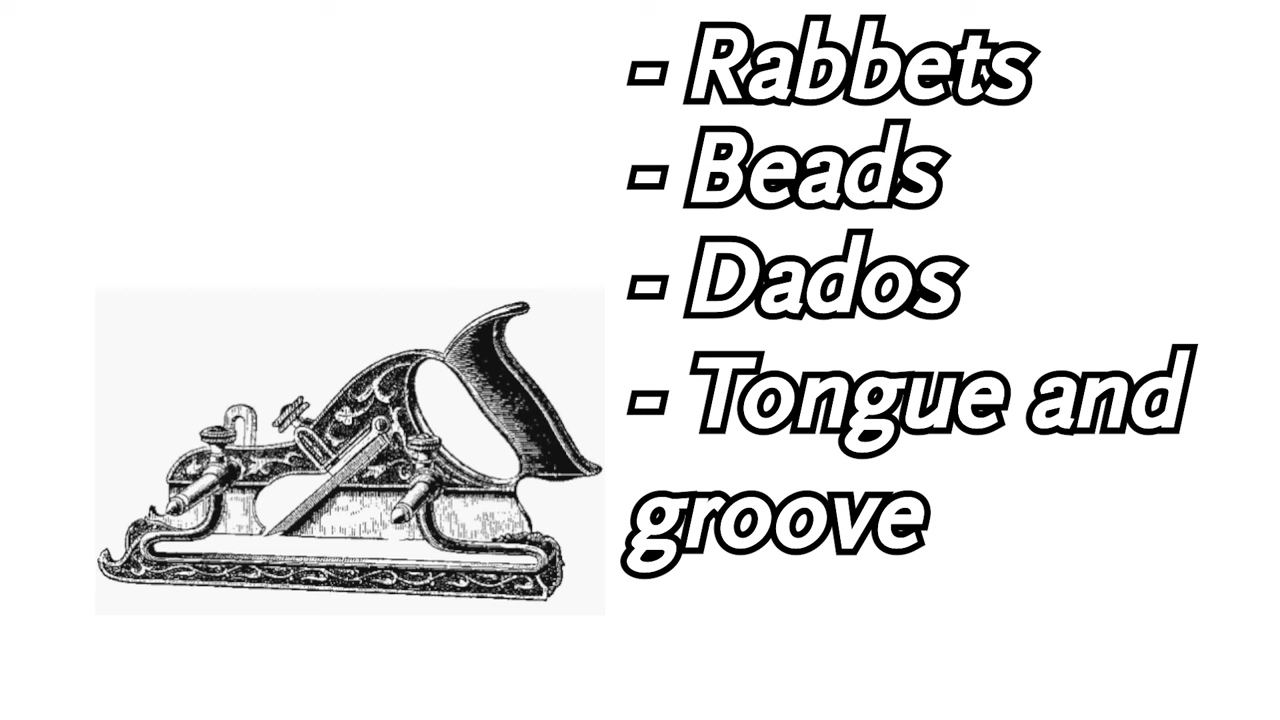 - Rabbets
- Beads
- Dados
- Tongue and
groove